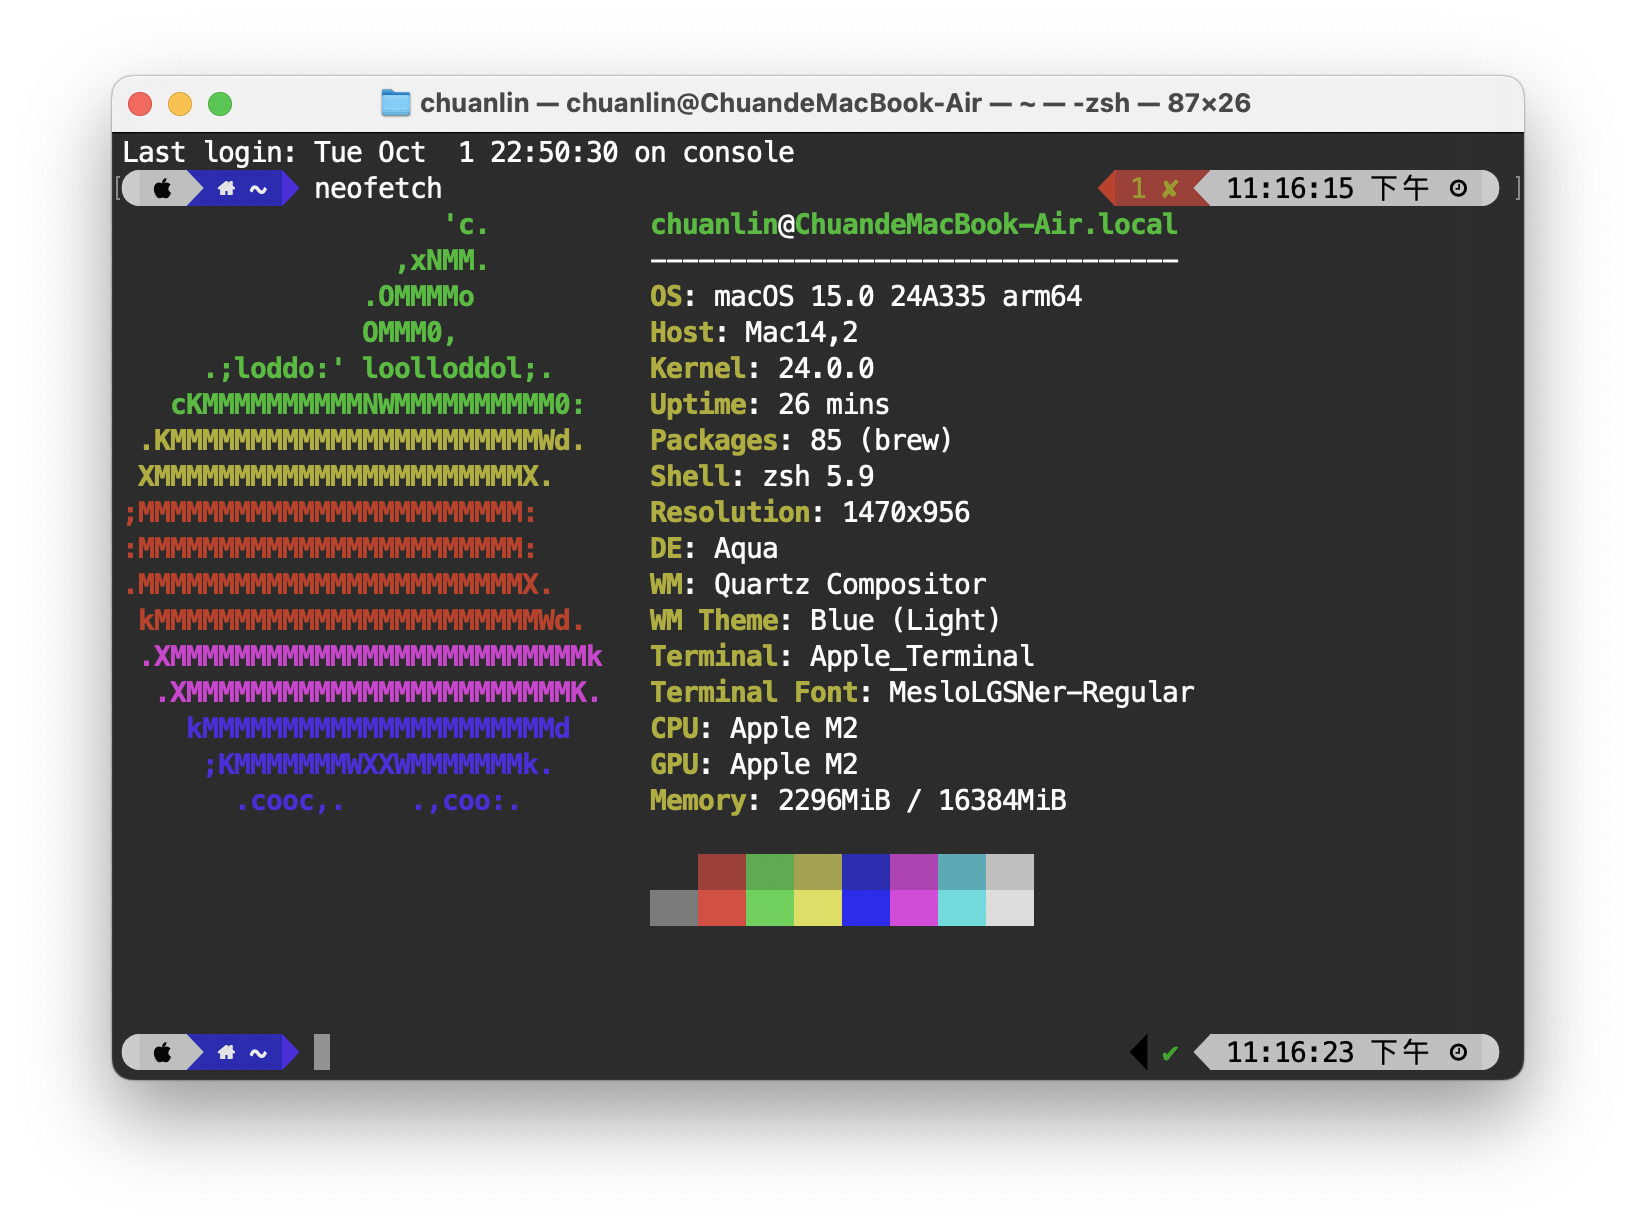 chuanlin — chuanlin@ChuandeMacBook-Air — ~ — -zsh — 87×26
Last login: Tue Oct  1 22:50:30 on console
~ neofetch 1 ✘ 11:16:15 下午
'c. chuanlin@ChuandeMacBook-Air.local
,xNMM. ---------------------------------
.OMMMMo OS: macOS 15.0 24A335 arm64
OMMM0, Host: Mac14,2
.;loddo:' loolloddol;. Kernel: 24.0.0
cKMMMMMMMMMMNWMMMMMMMMMM0: Uptime: 26 mins
.KMMMMMMMMMMMMMMMMMMMMMMMWd. Packages: 85 (brew)
XMMMMMMMMMMMMMMMMMMMMMMMX. Shell: zsh 5.9
;MMMMMMMMMMMMMMMMMMMMMMMM: Resolution: 1470x956
:MMMMMMMMMMMMMMMMMMMMMMMM: DE: Aqua
.MMMMMMMMMMMMMMMMMMMMMMMMX. WM: Quartz Compositor
kMMMMMMMMMMMMMMMMMMMMMMMMWd. WM Theme: Blue (Light)
.XMMMMMMMMMMMMMMMMMMMMMMMMMMk Terminal: Apple_Terminal
.XMMMMMMMMMMMMMMMMMMMMMMMMK. Terminal Font: MesloLGSNer-Regular
kMMMMMMMMMMMMMMMMMMMMMMd CPU: Apple M2
;KMMMMMMMWXXWMMMMMMMk. GPU: Apple M2
.cooc,.    .,coo:. Memory: 2296MiB / 16384MiB
~ ✔ 11:16:23 下午